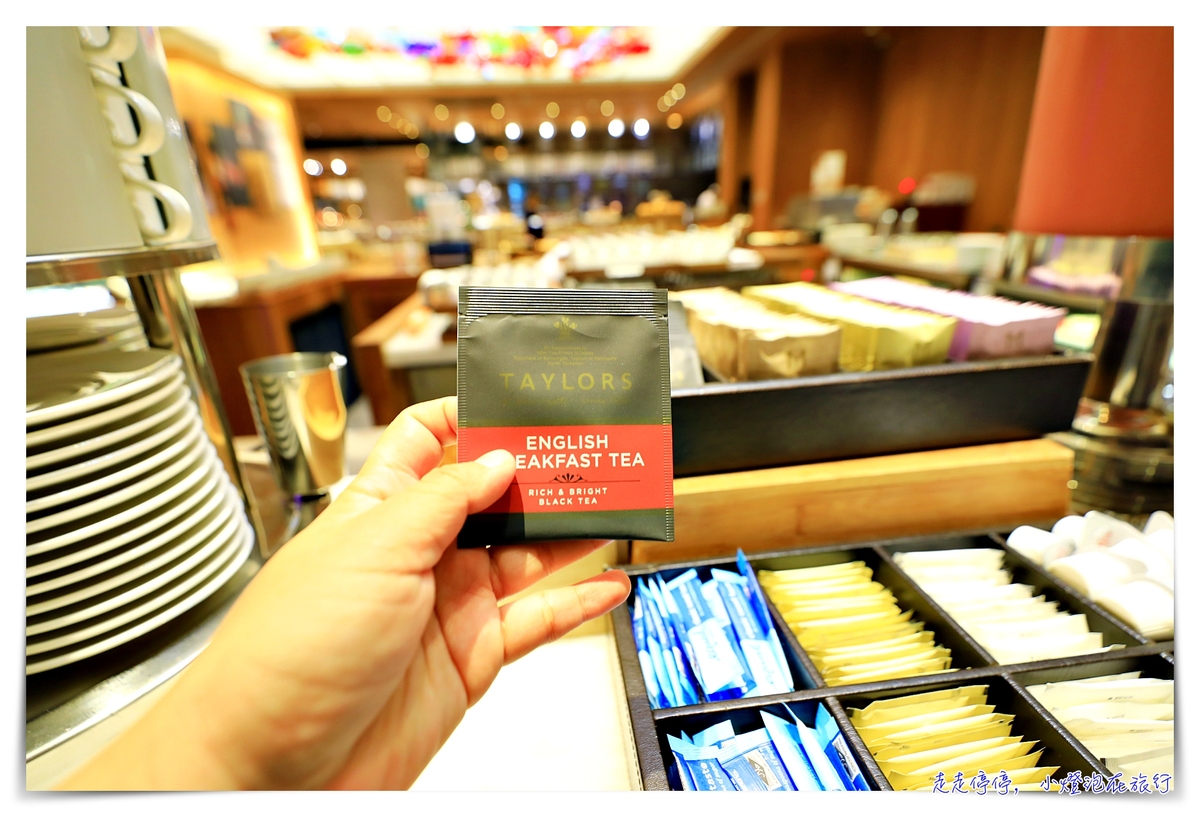 TAYLORS
ENGLISH
EAKFAST TEA
RICH & BRIGHT
BLACK TEA
走走停停， 小燈泡在旅行